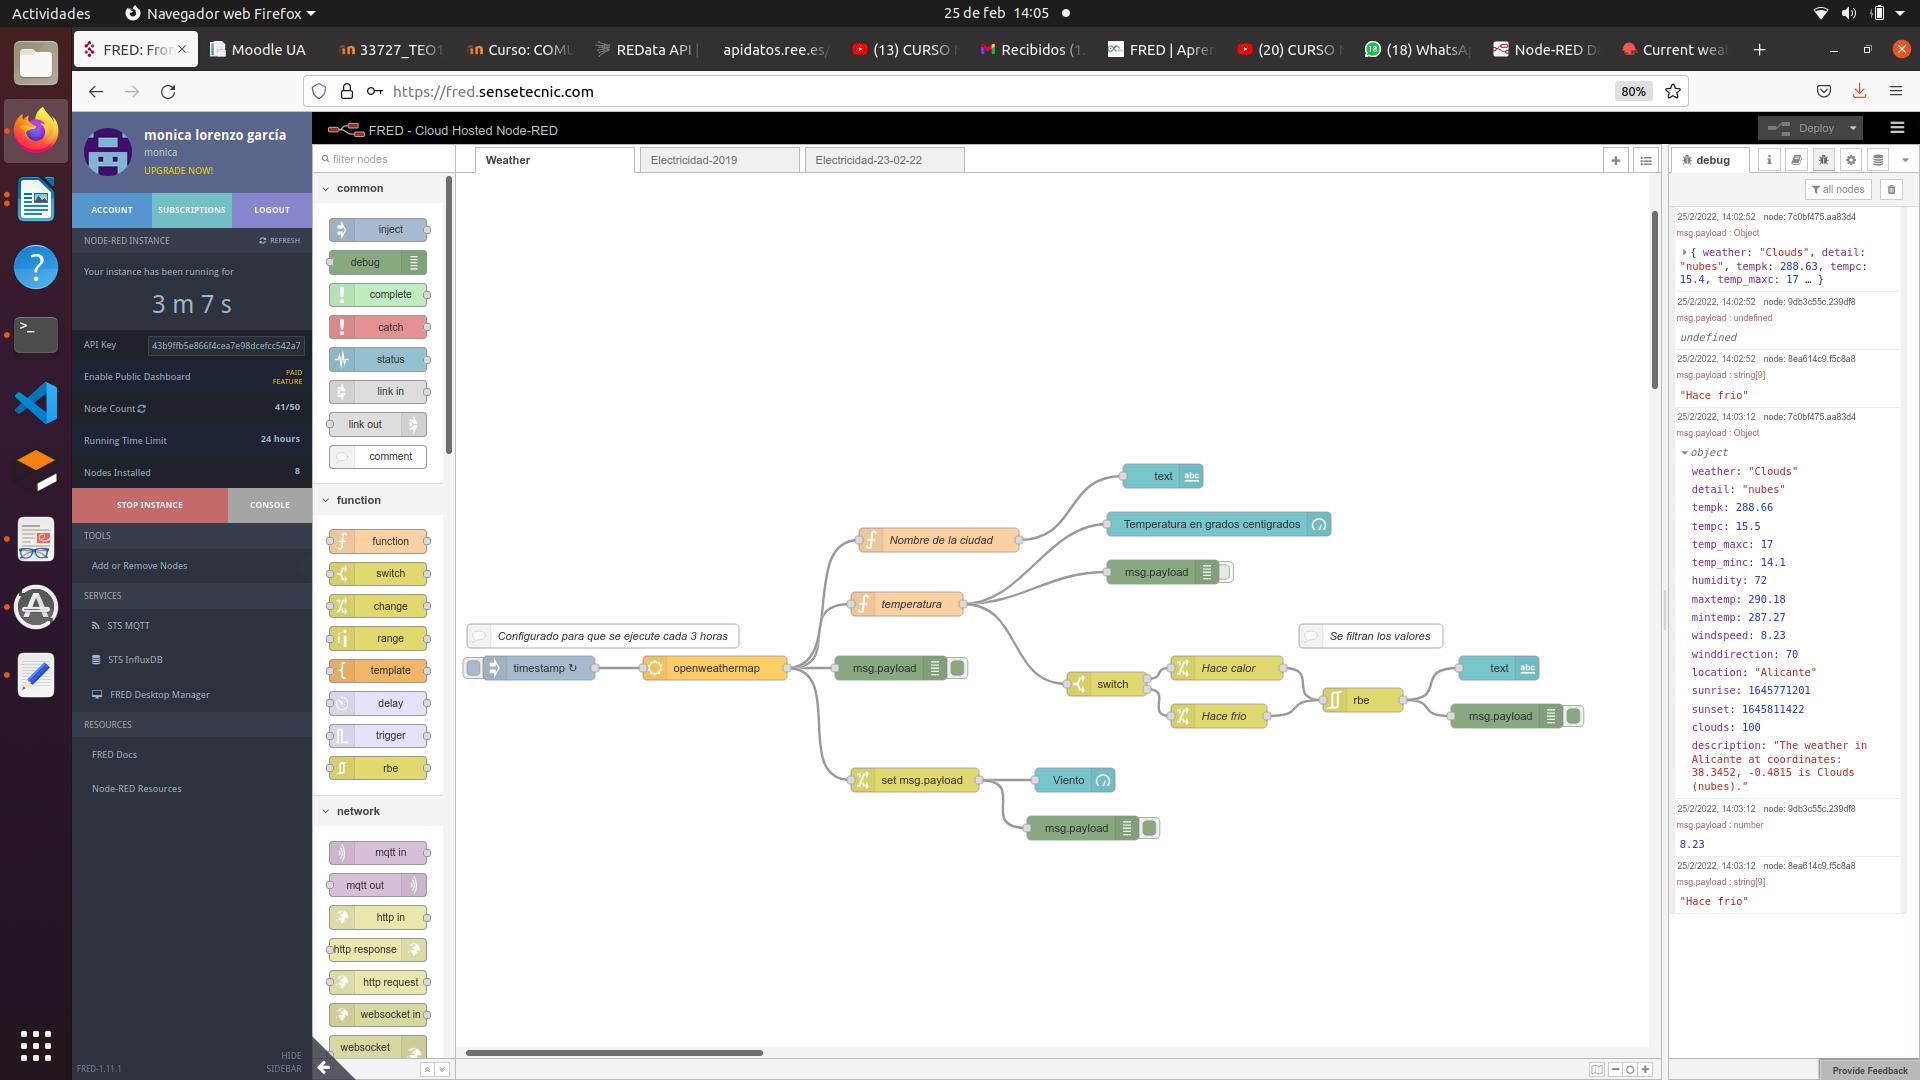 Actividades
Navegador web Firefox
25 de feb 14:05
FRED: Fron
Moodle UA
33727_TEO1
Curso: COMU
REData API |
apidatos.ree.es/
(13) CURSO
Recibidos (1.
FRED | Apren
(20) CURSO
(18) WhatsA
Node-RED Da
Current wea
https://fred.sensetecnic.com
80%
monica lorenzo garcía
monica
UPGRADE NOW!
ACCOUNT
SUBSCRIPTIONS
LOGOUT
NODE-RED INSTANCE
REFRESH
Your instance has been running for
3 m 7 s
API Key
43b9ffb5e866f4cea7e98dcefcc542a7
Enable Public Dashboard
PAID FEATURE
Node Count
41/50
Running Time Limit
24 hours
Nodes Installed
8
STOP INSTANCE
CONSOLE
TOOLS
Add or Remove Nodes
SERVICES
STS MQTT
STS InfluxDB
FRED Desktop Manager
RESOURCES
FRED Docs
Node-RED Resources
HIDE
FRED-1.11.1
SIDEBAR
FRED - Cloud Hosted Node-RED
Deploy
filter nodes
common
inject
debug
complete
catch
status
link in
link out
comment
function
function
switch
change
range
template
delay
trigger
rbe
network
mqtt in
mqtt out
http in
http response
http request
websocket in
websocket
Weather
Electricidad-2019
Electricidad-23-02-22
text
Temperatura en grados centigrados
Nombre de la ciudad
msg.payload
temperatura
Configurado para que se ejecute cada 3 horas
Se filtran los valores
timestamp ↻
openweathermap
msg.payload
switch
Hace calor
Hace frio
rbe
text
msg.payload
set msg.payload
Viento
msg.payload
debug
all nodes
25/2/2022, 14:02:52 node: 7c0bf475.aa83d4
msg.payload : Object
{ weather: "Clouds", detail:
"nubes", tempk: 288.63, tempc:
15.4, temp_maxc: 17 … }
25/2/2022, 14:02:52 node: 9db3c55c.239df8
msg.payload : undefined
undefined
25/2/2022, 14:02:52 node: 8ea614c9.f5c8a8
msg.payload : string[9]
"Hace frio"
25/2/2022, 14:03:12 node: 7c0bf475.aa83d4
msg.payload : Object
object
weather: "Clouds"
detail: "nubes"
tempk: 288.66
tempc: 15.5
temp_maxc: 17
temp_minc: 14.1
humidity: 72
maxtemp: 290.18
mintemp: 287.27
windspeed: 8.23
winddirection: 70
location: "Alicante"
sunrise: 1645771201
sunset: 1645811422
clouds: 100
description: "The weather in
Alicante at coordinates:
38.3452, -0.4815 is Clouds
(nubes)."
25/2/2022, 14:03:12 node: 9db3c55c.239df8
msg.payload : number
8.23
25/2/2022, 14:03:12 node: 8ea614c9.f5c8a8
msg.payload : string[9]
"Hace frio"
Provide Feedback